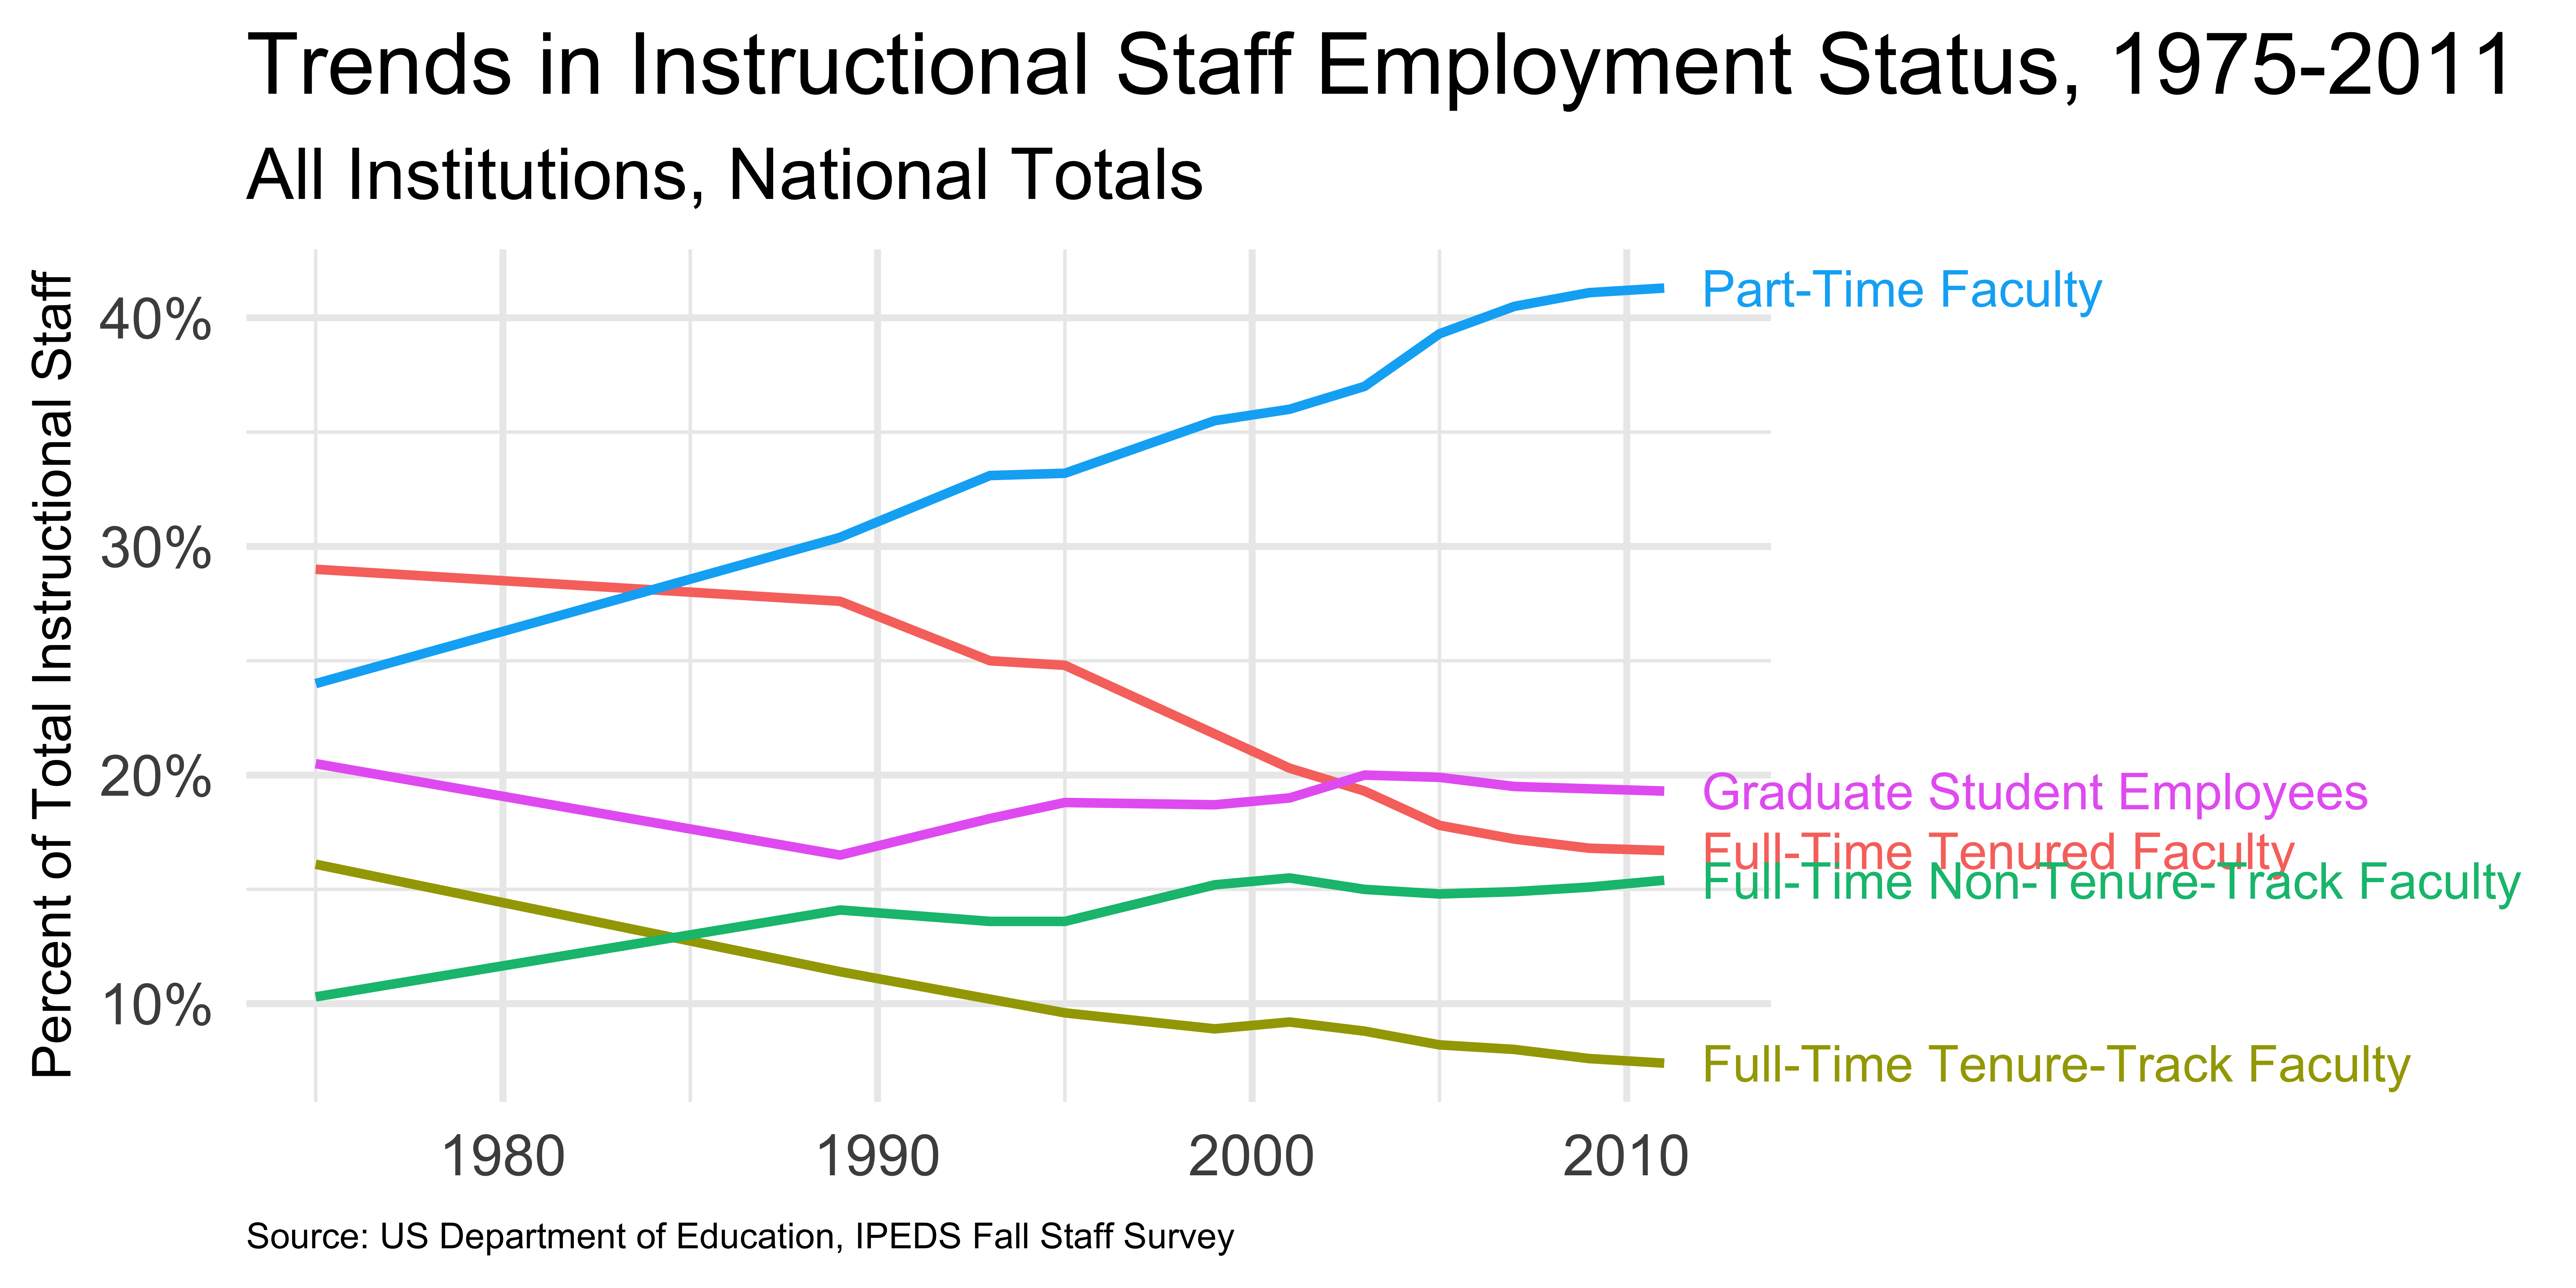 Trends in Instructional Staff Employment Status, 1975-2011
All Institutions, National Totals
Percent of Total Instructional Staff
40%
30%
20%
10%
Part-Time Faculty
Graduate Student Employees
Full-Time Tenured Faculty
Full-Time Non-Tenure-Track Faculty
Full-Time Tenure-Track Faculty
1980 1990 2000 2010
Source: US Department of Education, IPEDS Fall Staff Survey